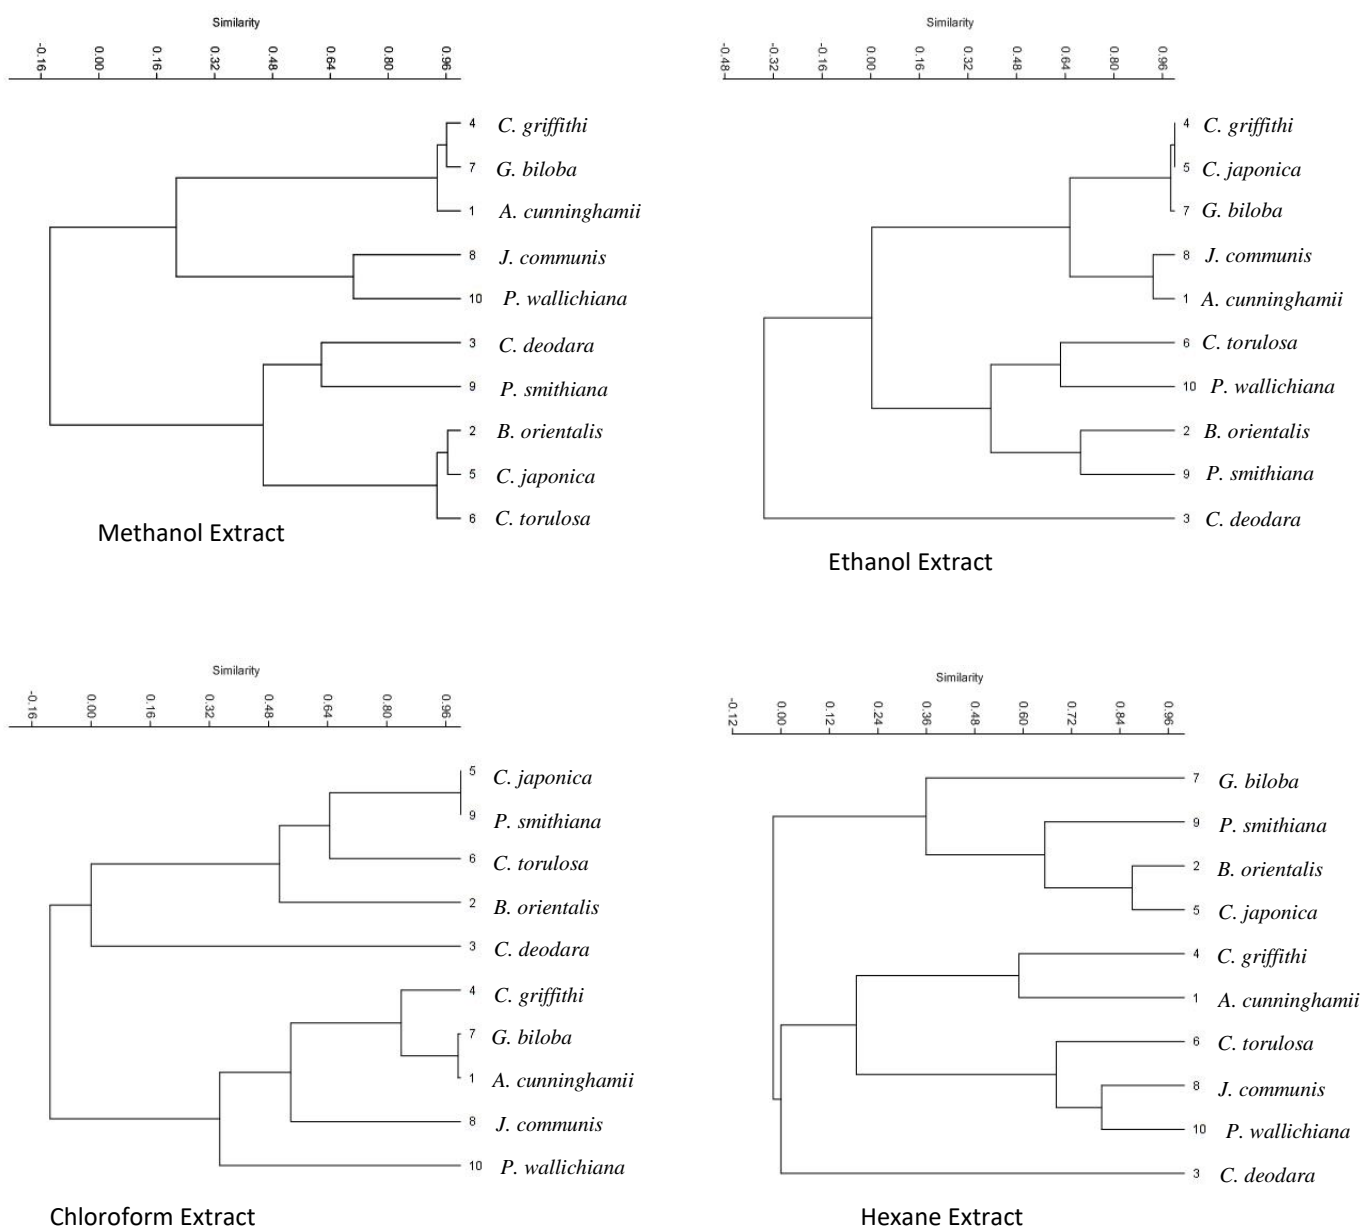 Similarity
-0.16 0.00 0.16 0.32 0.48 0.64 0.80 0.96
4 C. griffithi
7 G. biloba
1 A. cunninghamii
8 J. communis
10 P. wallichiana
3 C. deodara
9 P. smithiana
2 B. orientalis
5 C. japonica
6 C. torulosa
Methanol Extract
Similarity
-0.48 -0.32 -0.16 0.00 0.16 0.32 0.48 0.64 0.80 0.96
4 C. griffithi
5 C. japonica
7 G. biloba
8 J. communis
1 A. cunninghamii
6 C. torulosa
10 P. wallichiana
2 B. orientalis
9 P. smithiana
3 C. deodara
Ethanol Extract
Similarity
-0.16 0.00 0.16 0.32 0.48 0.64 0.80 0.96
5 C. japonica
9 P. smithiana
6 C. torulosa
2 B. orientalis
3 C. deodara
4 C. griffithi
7 G. biloba
1 A. cunninghamii
8 J. communis
10 P. wallichiana
Chloroform Extract
Similarity
-0.12 0.00 0.12 0.24 0.36 0.48 0.60 0.72 0.84 0.96
7 G. biloba
9 P. smithiana
2 B. orientalis
5 C. japonica
4 C. griffithi
1 A. cunninghamii
6 C. torulosa
8 J. communis
10 P. wallichiana
3 C. deodara
Hexane Extract